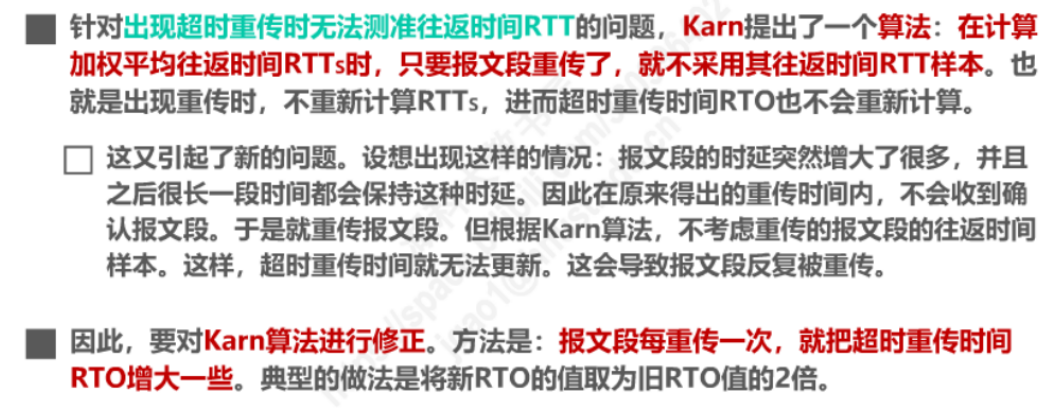 针对出现超时重传时无法测准往返时间RTT的问题，Karn提出了一个算法：在计算
加权平均往返时间RTTs时，只要报文段重传了，就不采用其往返时间RTT样本。也
就是出现重传时，不重新计算RTTs，进而超时重传时间RTO也不会重新计算。
这又引起了新的问题。设想出现这样的情况：报文段的时延突然增大了很多，并且
之后很长一段时间都会保持这种时延。因此在原来得出的重传时间内，不会收到确
认报文段。于是就重传报文段。但根据Karn算法，不考虑重传的报文段的往返时间
样本。这样，超时重传时间就无法更新。这会导致报文段反复被重传。
因此，要对Karn算法进行修正。方法是：报文段每重传一次，就把超时重传时间
RTO增大一些。典型的做法是将新RTO的值取为旧RTO值的2倍。